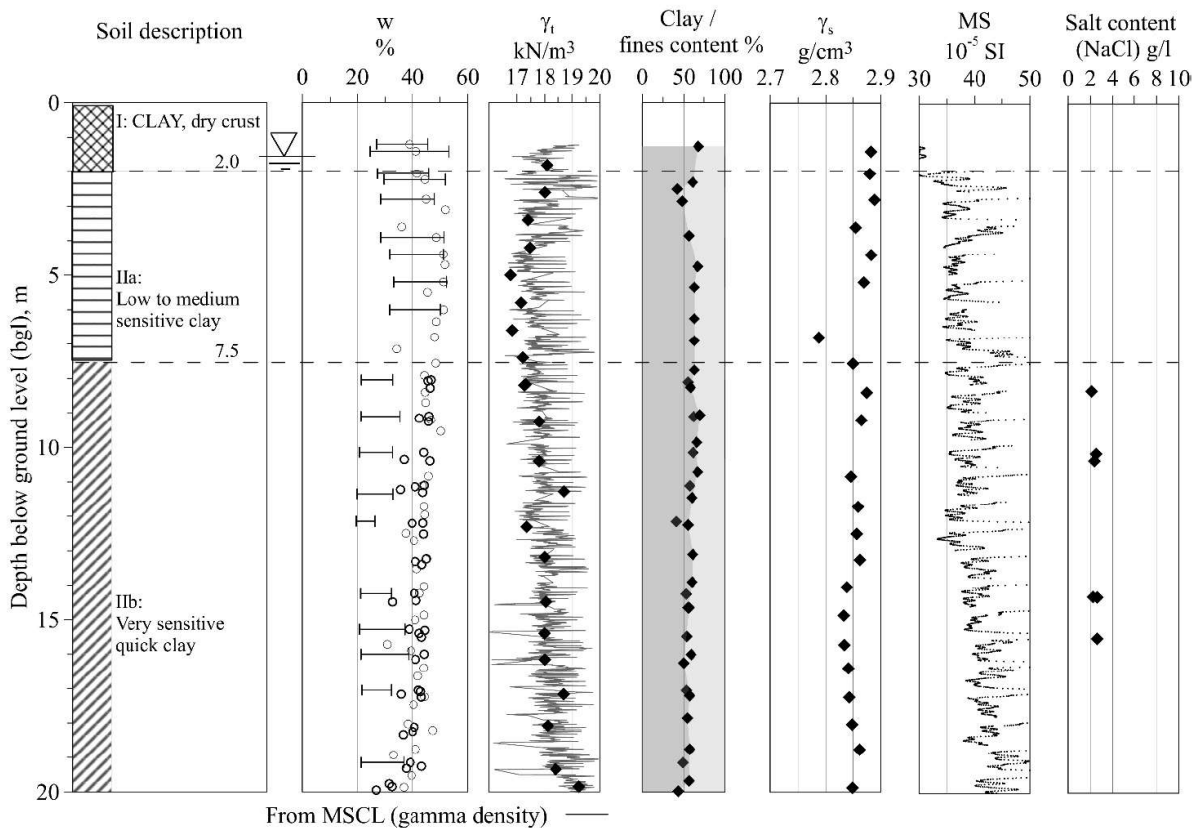 Soil description
w
%
γt
kN/m³
Clay /
fines content %
γs
g/cm³
MS
10⁻⁵ SI
Salt content
(NaCl) g/l
0 20 40 60
17 18 19 20
0 50 100
2.7 2.8 2.9
30 40 50
0 2 4 6 8 10
Depth below ground level (bgl), m
0
5
10
15
20
I: CLAY, dry crust
2.0
IIa:
Low to medium
sensitive clay
7.5
IIb:
Very sensitive
quick clay
From MSCL (gamma density)